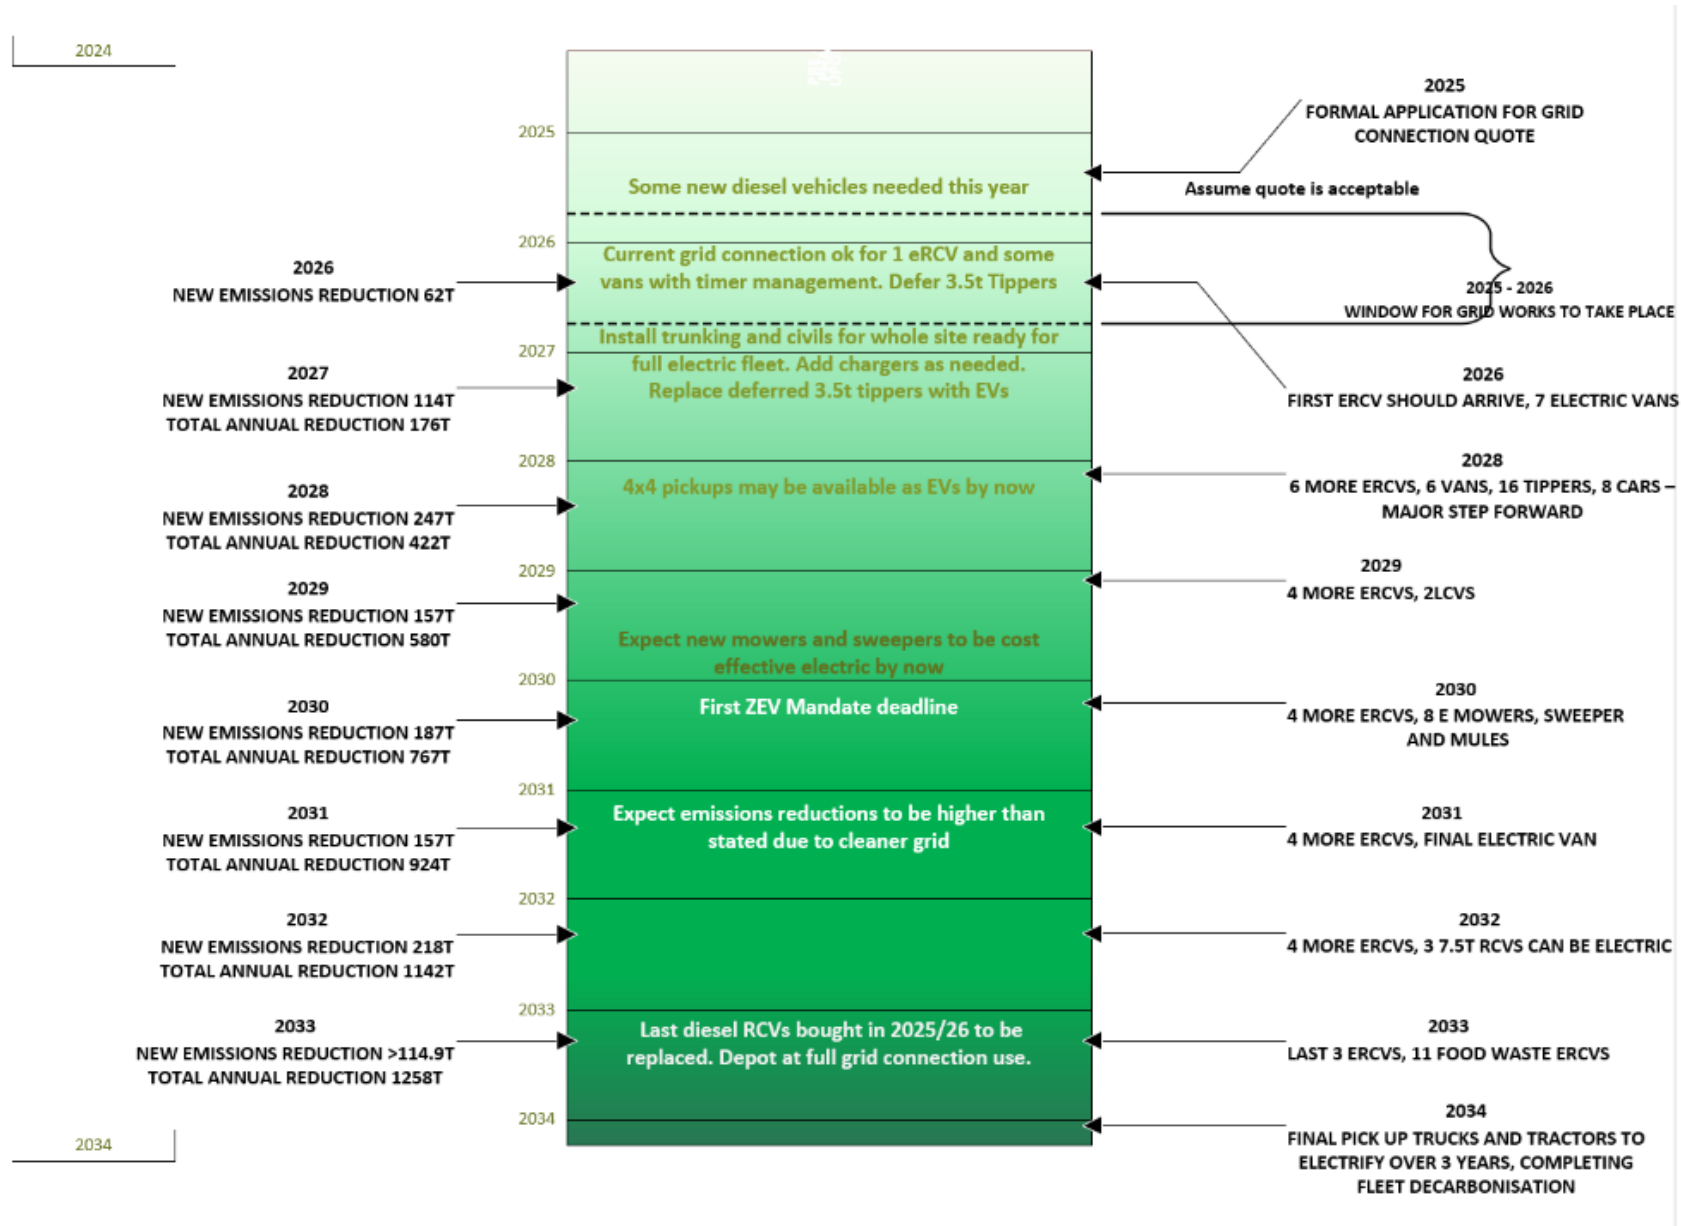 2024
2025
2026
2027
2028
2029
2030
2031
2032
2033
2034
2034
2026
NEW EMISSIONS REDUCTION 62T
2027
NEW EMISSIONS REDUCTION 114T
TOTAL ANNUAL REDUCTION 176T
2028
NEW EMISSIONS REDUCTION 247T
TOTAL ANNUAL REDUCTION 422T
2029
NEW EMISSIONS REDUCTION 157T
TOTAL ANNUAL REDUCTION 580T
2030
NEW EMISSIONS REDUCTION 187T
TOTAL ANNUAL REDUCTION 767T
2031
NEW EMISSIONS REDUCTION 157T
TOTAL ANNUAL REDUCTION 924T
2032
NEW EMISSIONS REDUCTION 218T
TOTAL ANNUAL REDUCTION 1142T
2033
NEW EMISSIONS REDUCTION >114.9T
TOTAL ANNUAL REDUCTION 1258T
Some new diesel vehicles needed this year
Current grid connection ok for 1 eRCV and some
vans with timer management. Defer 3.5t Tippers
Install trunking and civils for whole site ready for
full electric fleet. Add chargers as needed.
Replace deferred 3.5t tippers with EVs
4x4 pickups may be available as EVs by now
Expect new mowers and sweepers to be cost
effective electric by now
First ZEV Mandate deadline
Expect emissions reductions to be higher than
stated due to cleaner grid
Last diesel RCVs bought in 2025/26 to be
replaced. Depot at full grid connection use.
2025
FORMAL APPLICATION FOR GRID
CONNECTION QUOTE
Assume quote is acceptable
2025 - 2026
WINDOW FOR GRID WORKS TO TAKE PLACE
2026
FIRST ERCV SHOULD ARRIVE, 7 ELECTRIC VANS
2028
6 MORE ERCVS, 6 VANS, 16 TIPPERS, 8 CARS –
MAJOR STEP FORWARD
2029
4 MORE ERCVS, 2LCVS
2030
4 MORE ERCVS, 8 E MOWERS, SWEEPER
AND MULES
2031
4 MORE ERCVS, FINAL ELECTRIC VAN
2032
4 MORE ERCVS, 3 7.5T RCVS CAN BE ELECTRIC
2033
LAST 3 ERCVS, 11 FOOD WASTE ERCVS
2034
FINAL PICK UP TRUCKS AND TRACTORS TO
ELECTRIFY OVER 3 YEARS, COMPLETING
FLEET DECARBONISATION